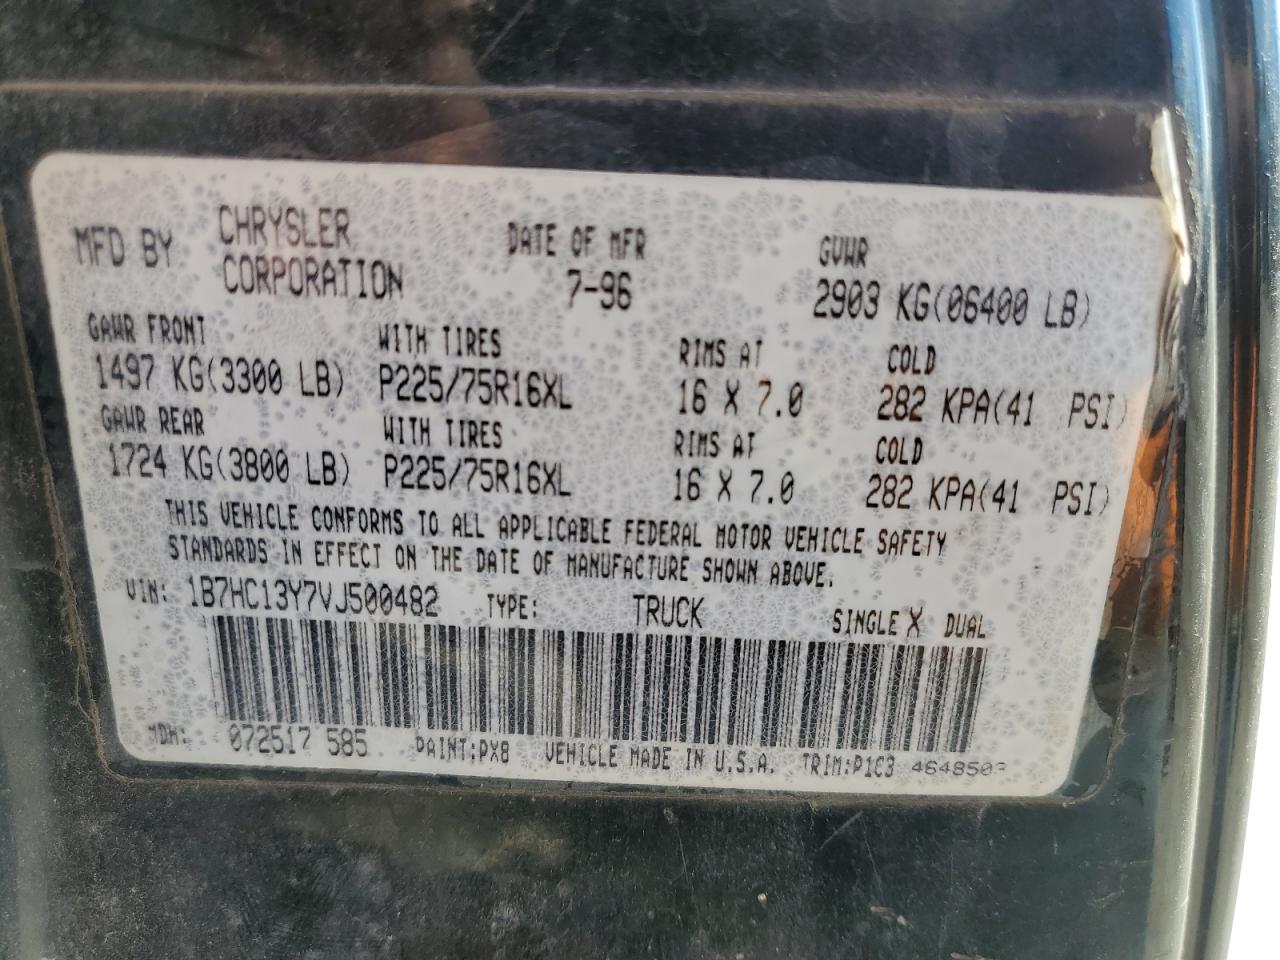 MFD BY CHRYSLER CORPORATION DATE OF MFR 7-96 GVWR 2903 KG(06400 LB)
GAWR FRONT WITH TIRES RIMS AT COLD
1497 KG(3300 LB) P225/75R16XL 16 X 7.0 282 KPA(41 PSI)
GAWR REAR WITH TIRES RIMS AT COLD
1724 KG(3800 LB) P225/75R16XL 16 X 7.0 282 KPA(41 PSI)
THIS VEHICLE CONFORMS TO ALL APPLICABLE FEDERAL MOTOR VEHICLE SAFETY
STANDARDS IN EFFECT ON THE DATE OF MANUFACTURE SHOWN ABOVE.
VIN: 1B7HC13Y7VJ500482 TYPE: TRUCK SINGLE X DUAL
MDH: 072517 585 PAINT:PX8 VEHICLE MADE IN U.S.A. TRIM:P1C3